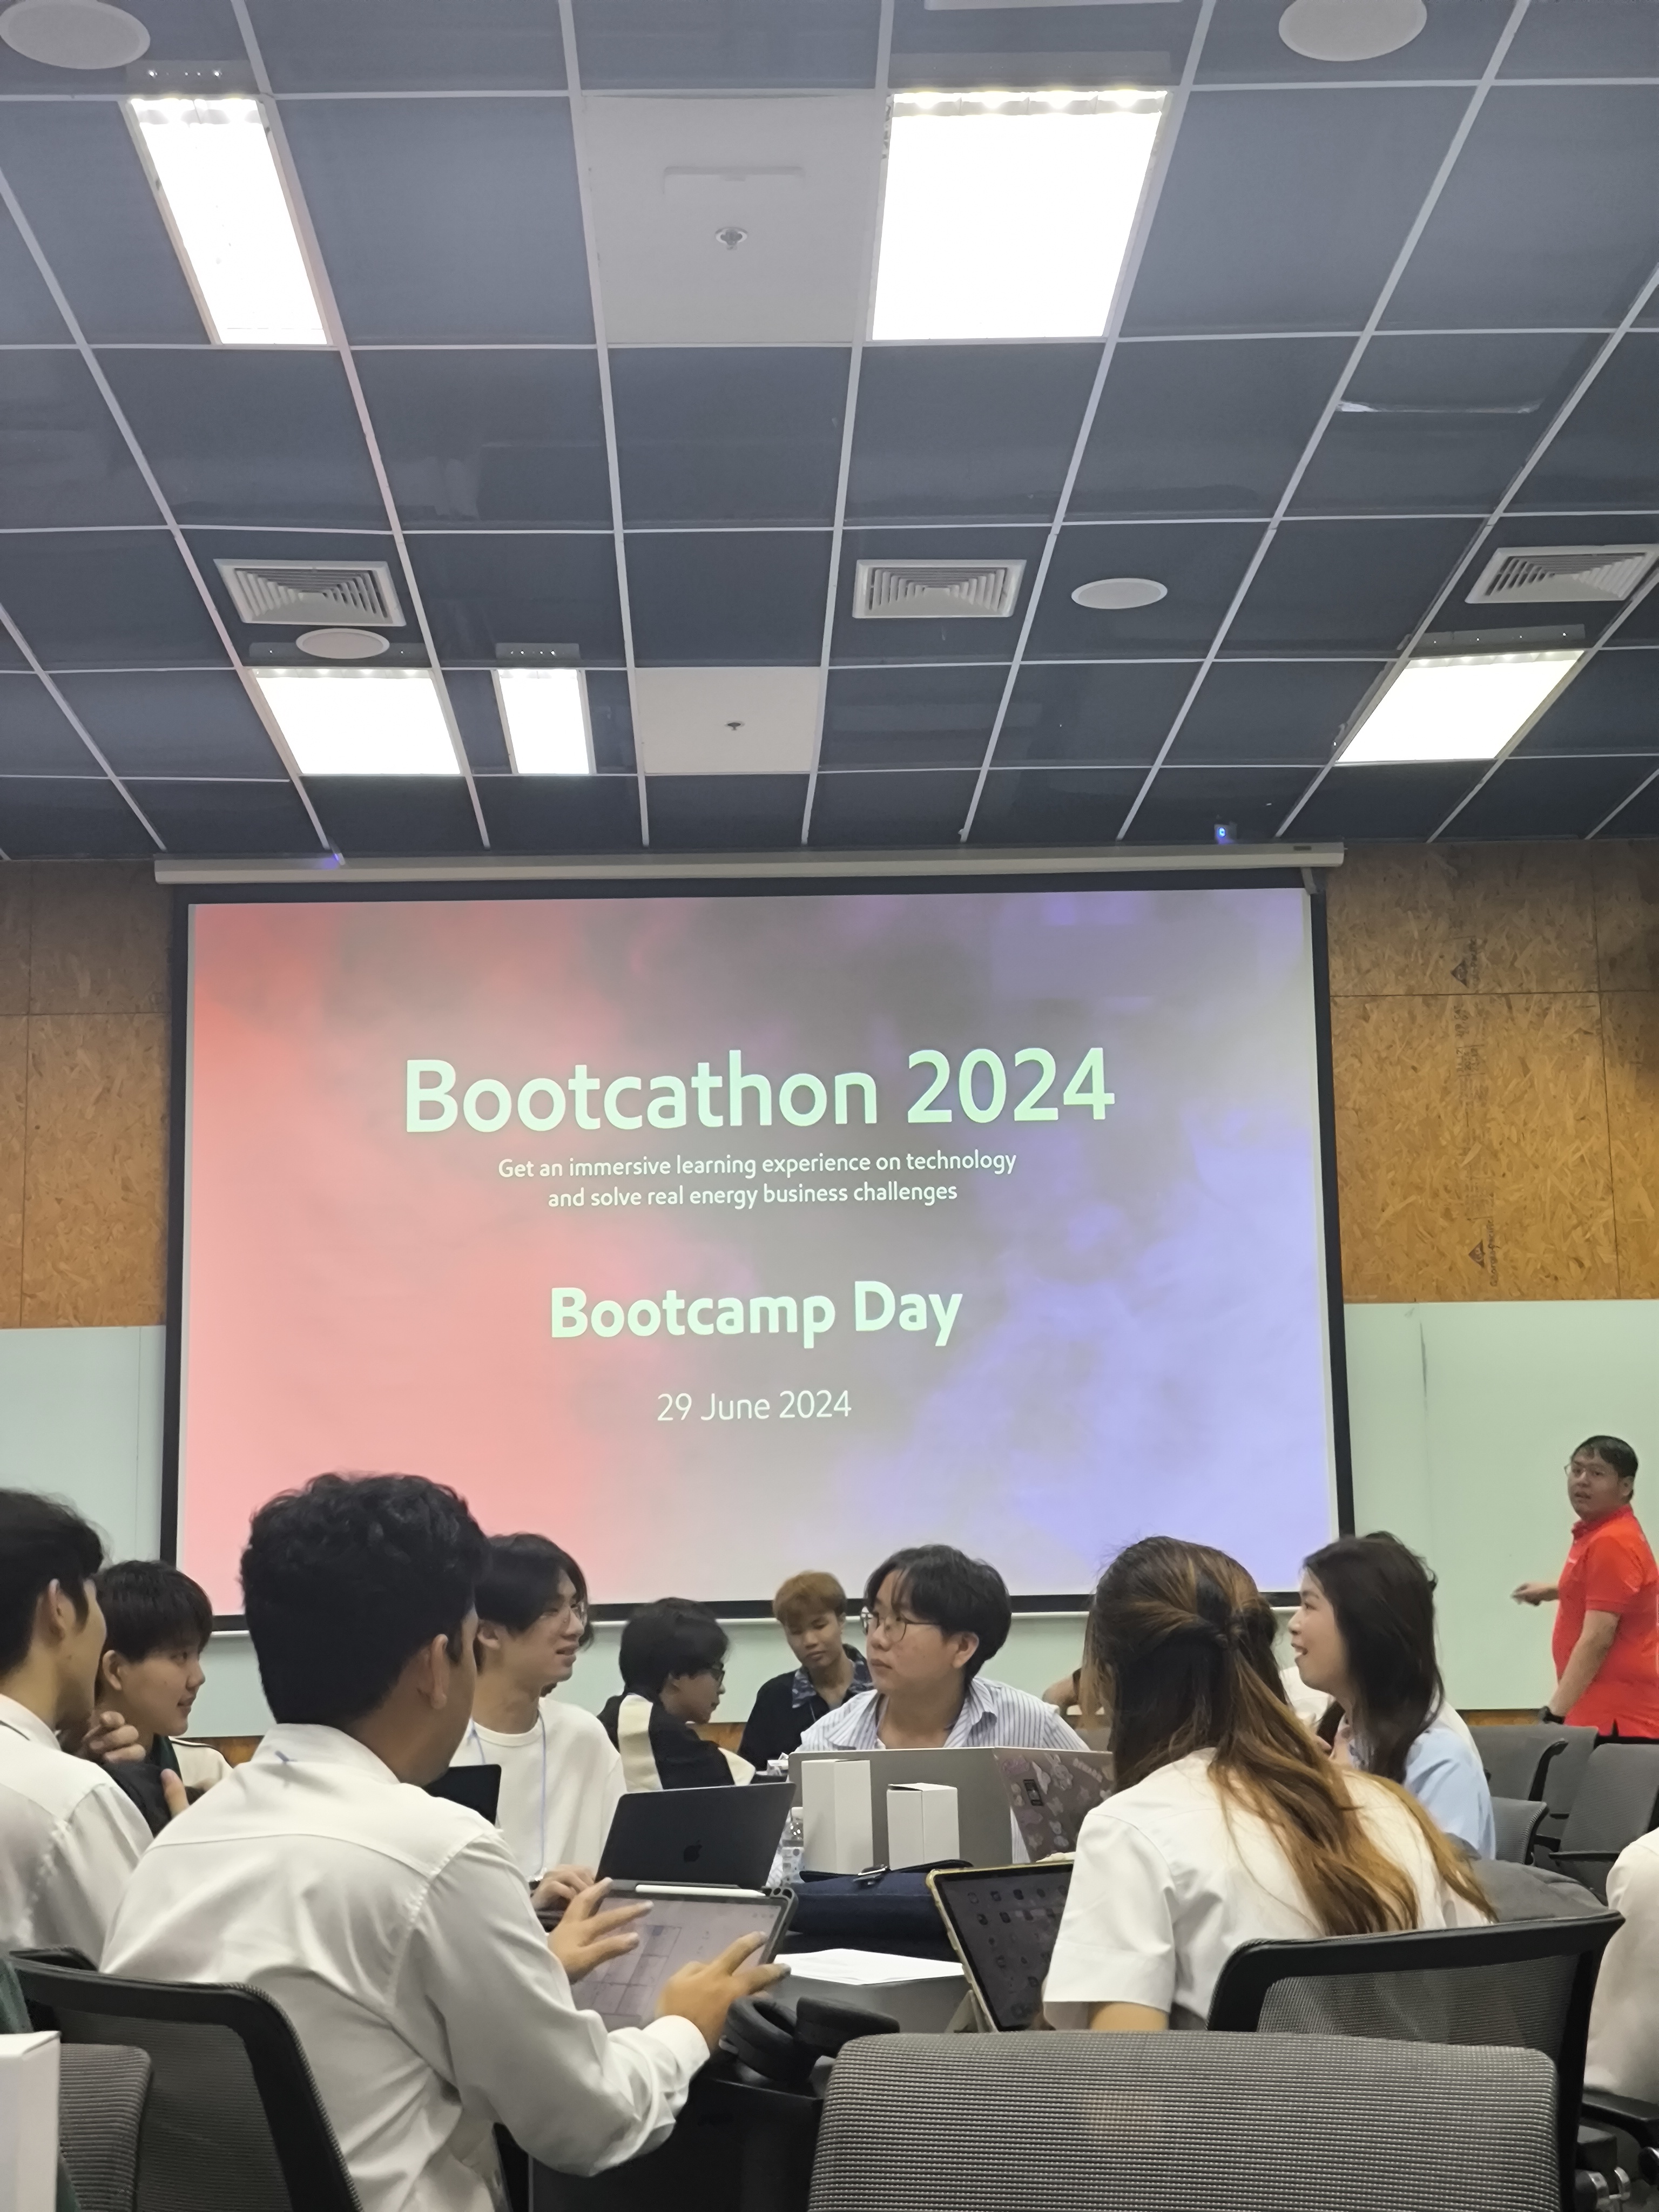 Bootcathon 2024
Get an immersive learning experience on technology
and solve real energy business challenges
Bootcamp Day
29 June 2024